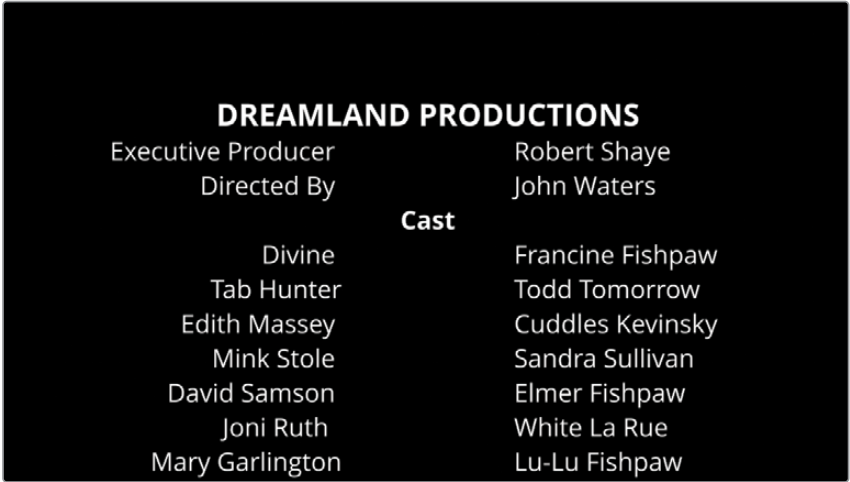 DREAMLAND PRODUCTIONS
Executive Producer Robert Shaye
Directed By John Waters
Cast
Divine Francine Fishpaw
Tab Hunter Todd Tomorrow
Edith Massey Cuddles Kevinsky
Mink Stole Sandra Sullivan
David Samson Elmer Fishpaw
Joni Ruth White La Rue
Mary Garlington Lu-Lu Fishpaw